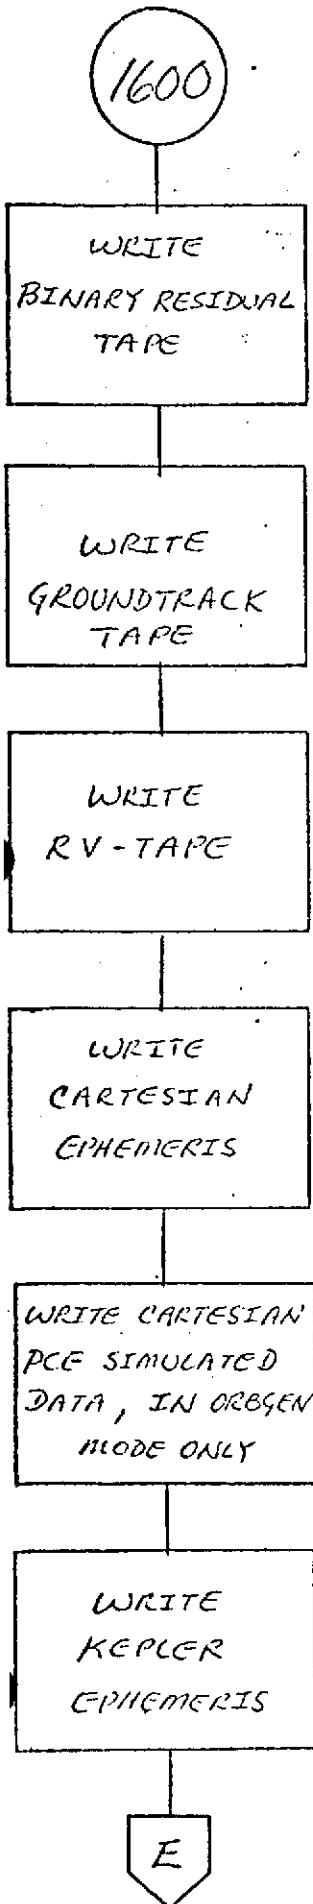 1600
WRITE
BINARY RESIDUAL
TAPE
WRITE
GROUNDTRACK
TAPE
WRITE
RV-TAPE
WRITE
CARTESIAN
EPHEMERIS
WRITE CARTESIAN
PCE SIMULATED
DATA, IN ORBGEN
MODE ONLY
WRITE
KEPLER
EPHEMERIS
E